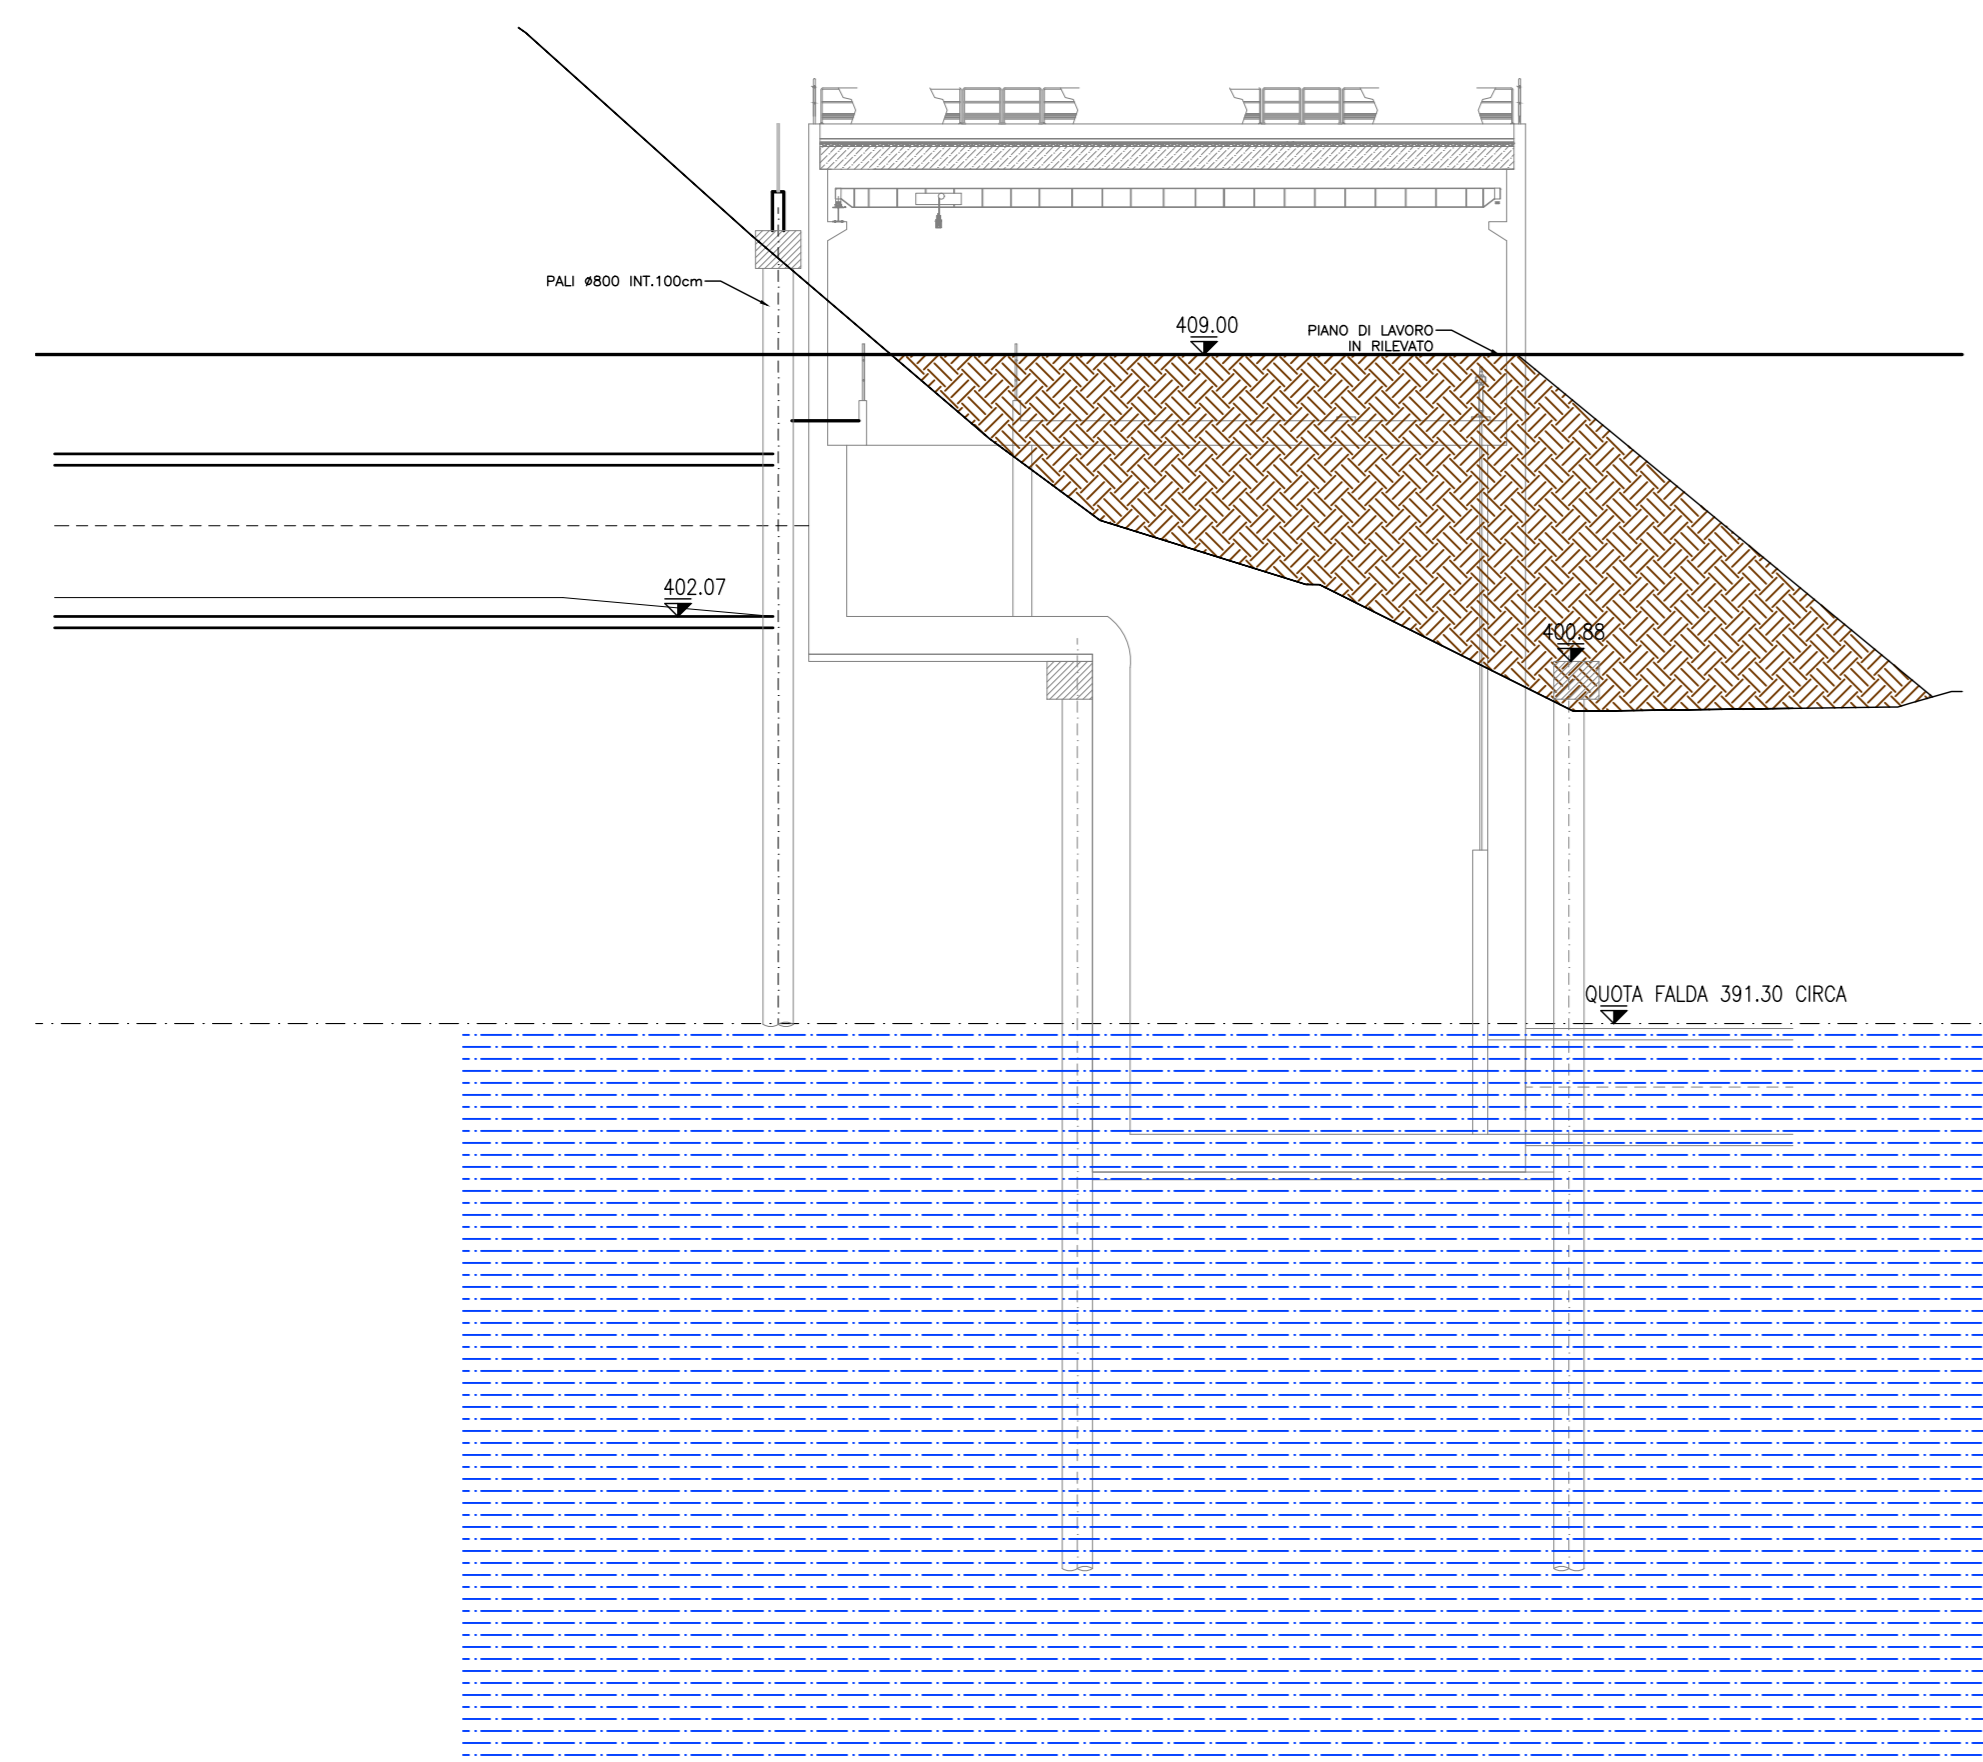 PALI ø800 INT.100cm
409.00
PIANO DI LAVORO
IN RILEVATO
402.07
400.88
QUOTA FALDA 391.30 CIRCA